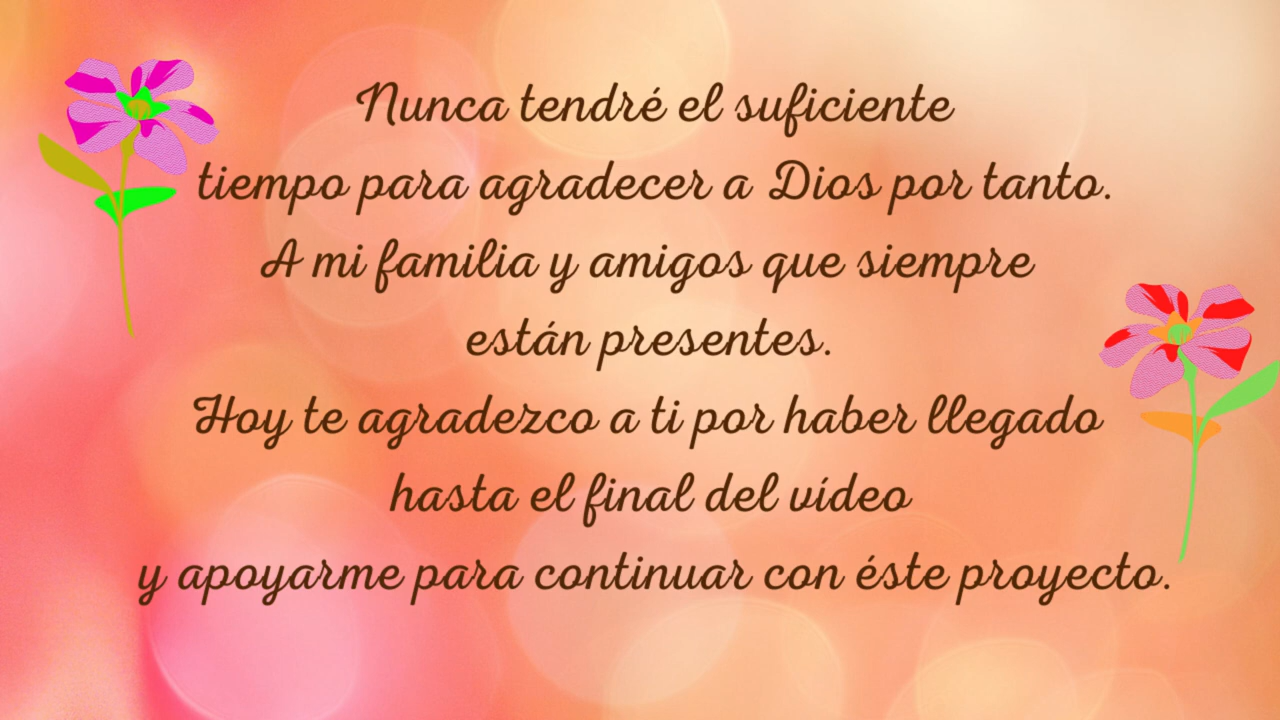 Nunca tendré el suficiente
tiempo para agradecer a Dios por tanto.
A mi familia y amigos que siempre
están presentes.
Hoy te agradezco a ti por haber llegado
hasta el final del vídeo
y apoyarme para continuar con éste proyecto.